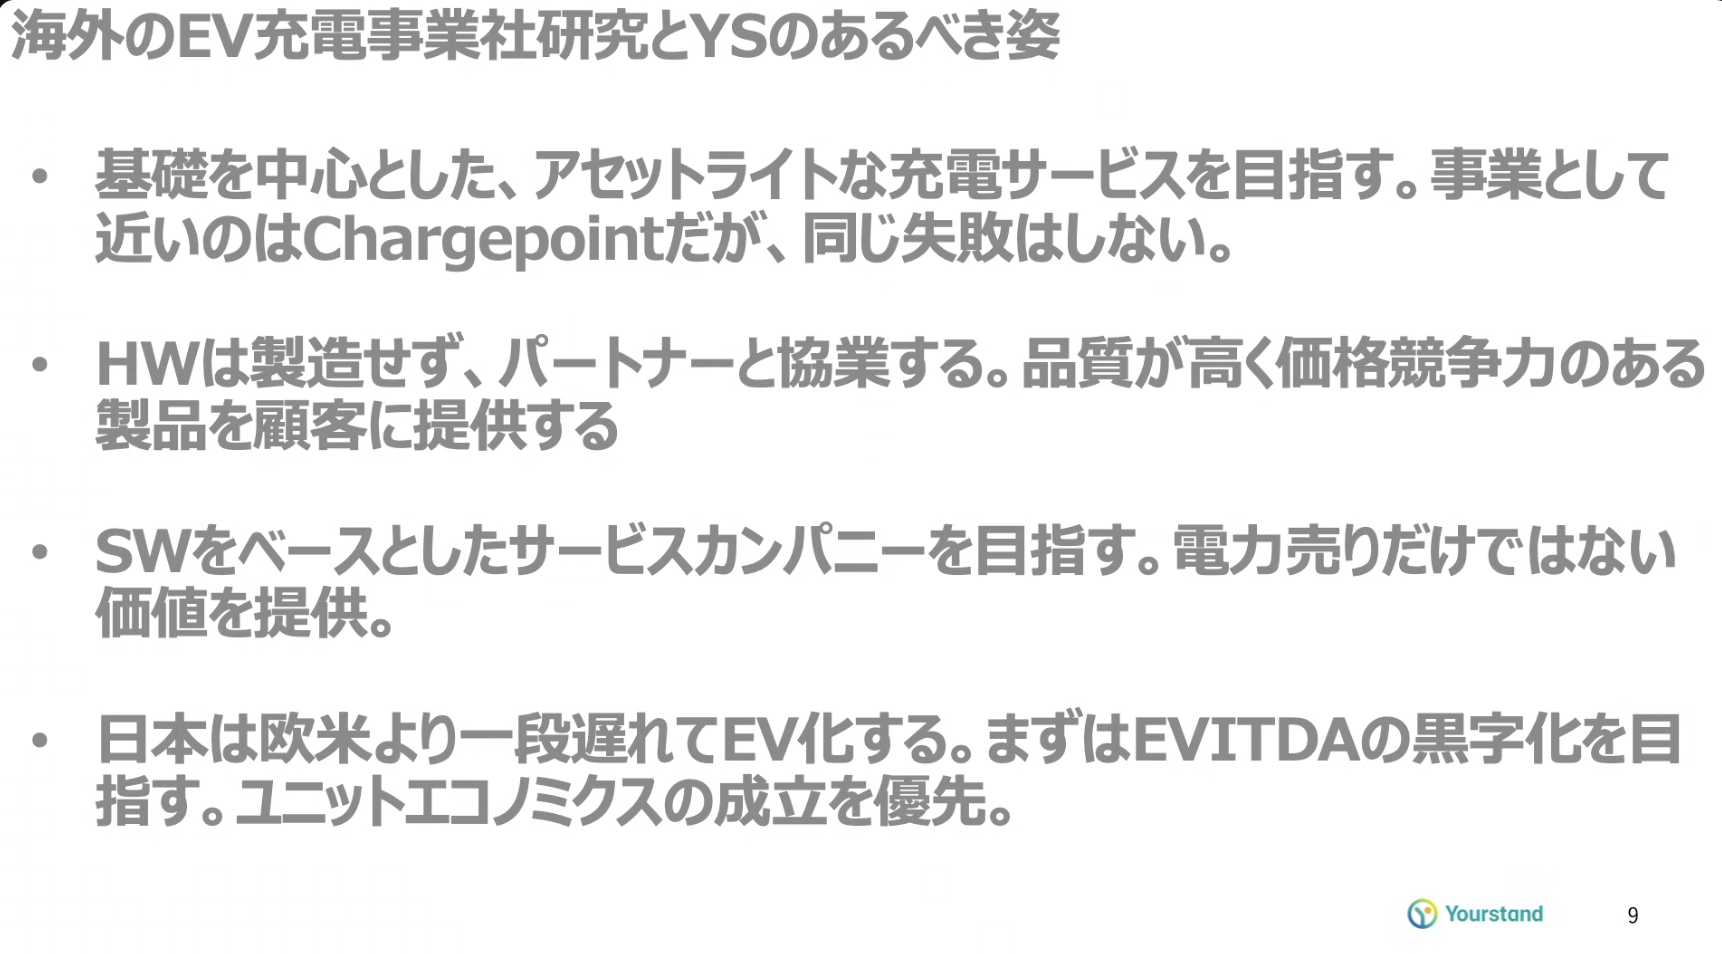 海外のEV充電事業社研究とYSのあるべき姿
• 基礎を中心とした、アセットライトな充電サービスを目指す。事業として
近いのはChargepointだが、同じ失敗はしない。
• HWは製造せず、パートナーと協業する。品質が高く価格競争力のある
製品を顧客に提供する
• SWをベースとしたサービスカンパニーを目指す。電力売りだけではない
価値を提供。
• 日本は欧米より一段遅れてEV化する。まずはEVITDAの黒字化を目
指す。ユニットエコノミクスの成立を優先。
Yourstand
9